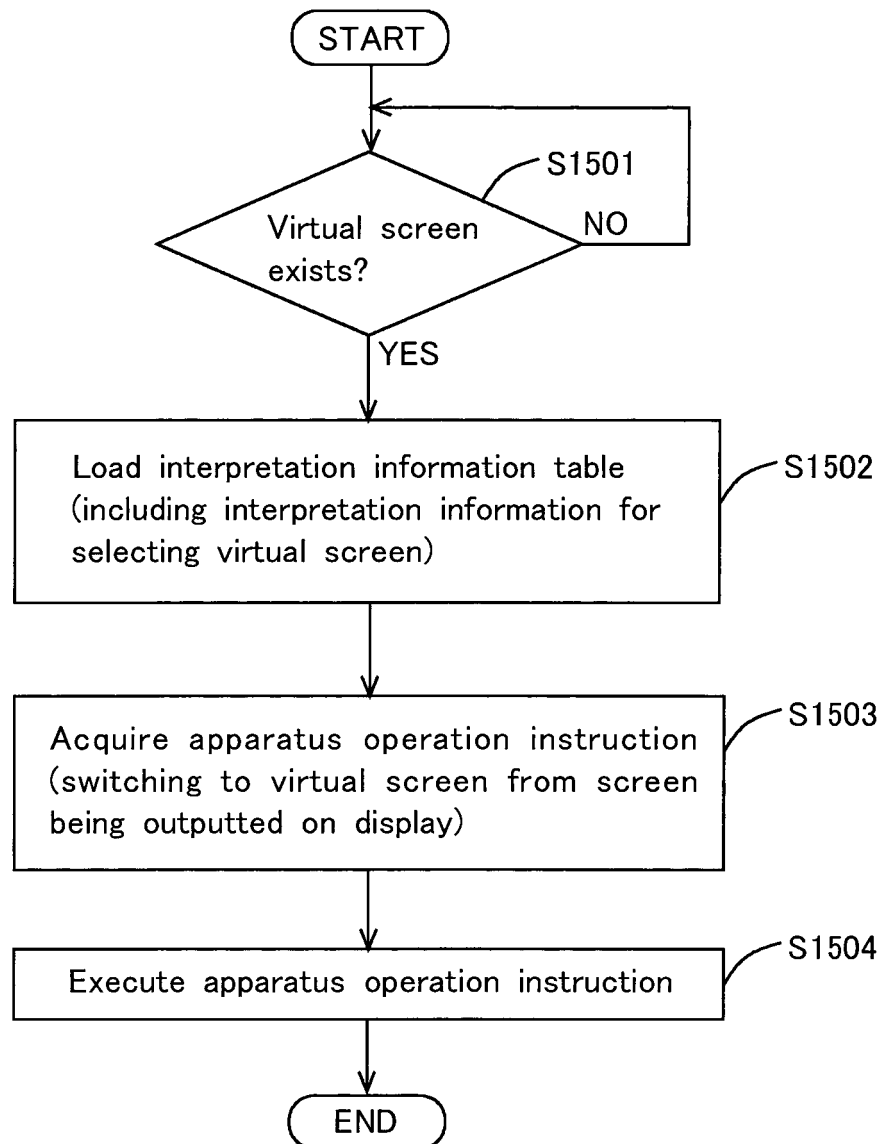 START
S1501
Virtual screen
exists?
NO
YES
Load interpretation information table
(including interpretation information for
selecting virtual screen)
S1502
Acquire apparatus operation instruction
(switching to virtual screen from screen
being outputted on display)
S1503
Execute apparatus operation instruction
S1504
END